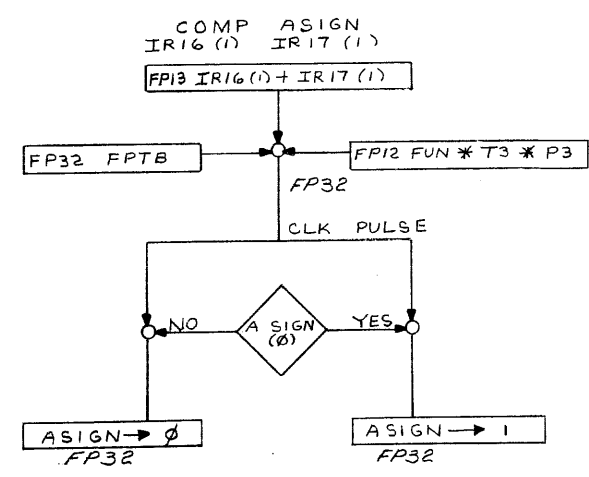 COMP ASIGN
IR16 (1) IR17 (1)
FP13 IR16(1) + IR17 (1)
FP32 FPTB
FP12 FUN * T3 * P3
FP32
CLK PULSE
NO
A SIGN
(Ø)
YES
ASIGN → Ø
ASIGN → 1
FP32
FP32